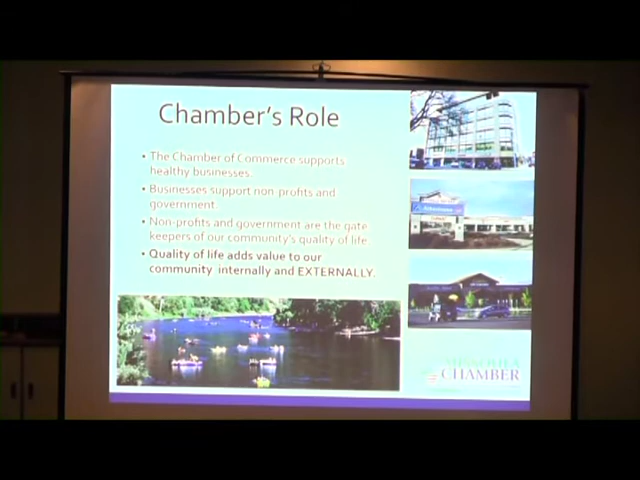 Chamber's Role
• The Chamber of Commerce supports
healthy businesses.
• Businesses support non-profits and
government.
• Non-profits and government are the gate
keepers of our community's quality of life
• Quality of life adds value to our
community internally and EXTERNALLY.
MISSOULA
CHAMBER